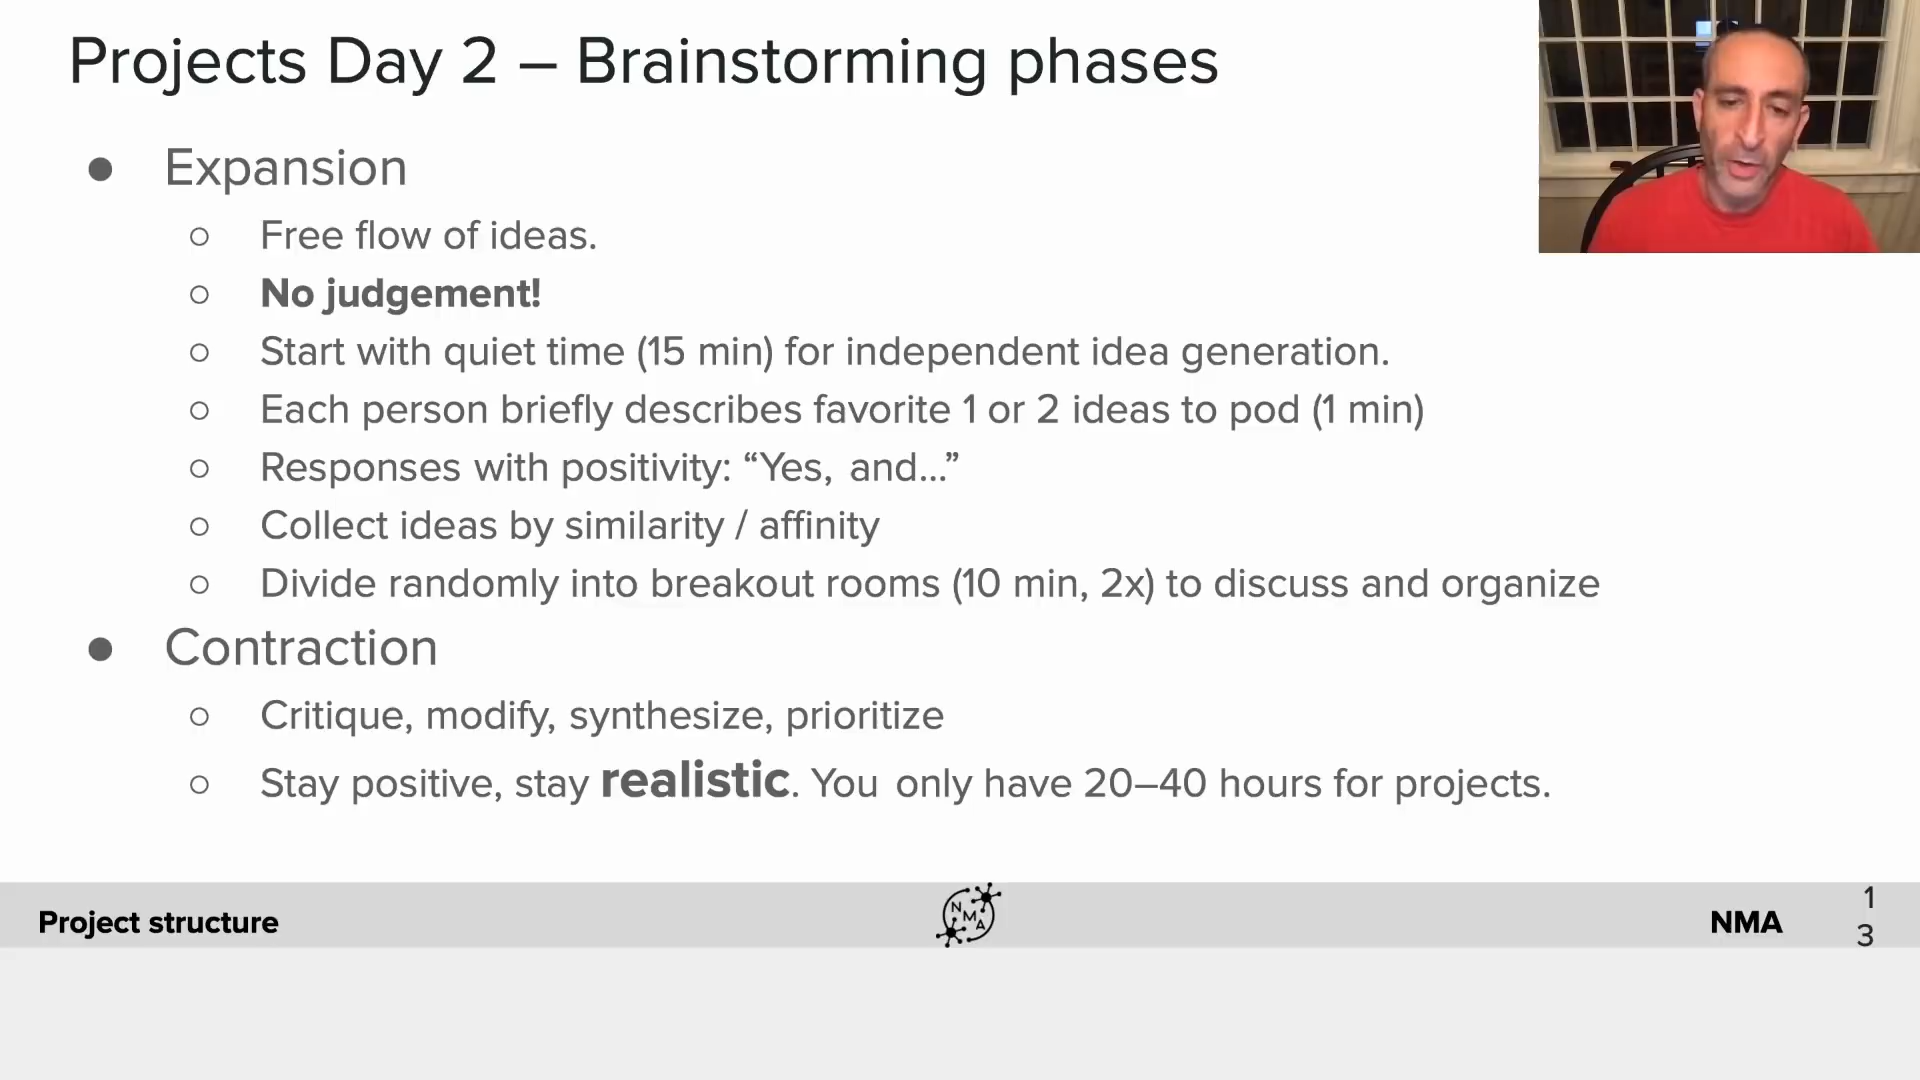 Projects Day 2 – Brainstorming phases
● Expansion
○ Free flow of ideas.
○ No judgement!
○ Start with quiet time (15 min) for independent idea generation.
○ Each person briefly describes favorite 1 or 2 ideas to pod (1 min)
○ Responses with positivity: “Yes, and...”
○ Collect ideas by similarity / affinity
○ Divide randomly into breakout rooms (10 min, 2x) to discuss and organize
● Contraction
○ Critique, modify, synthesize, prioritize
○ Stay positive, stay realistic. You only have 20–40 hours for projects.
Project structure
NMA
NMA
1
3